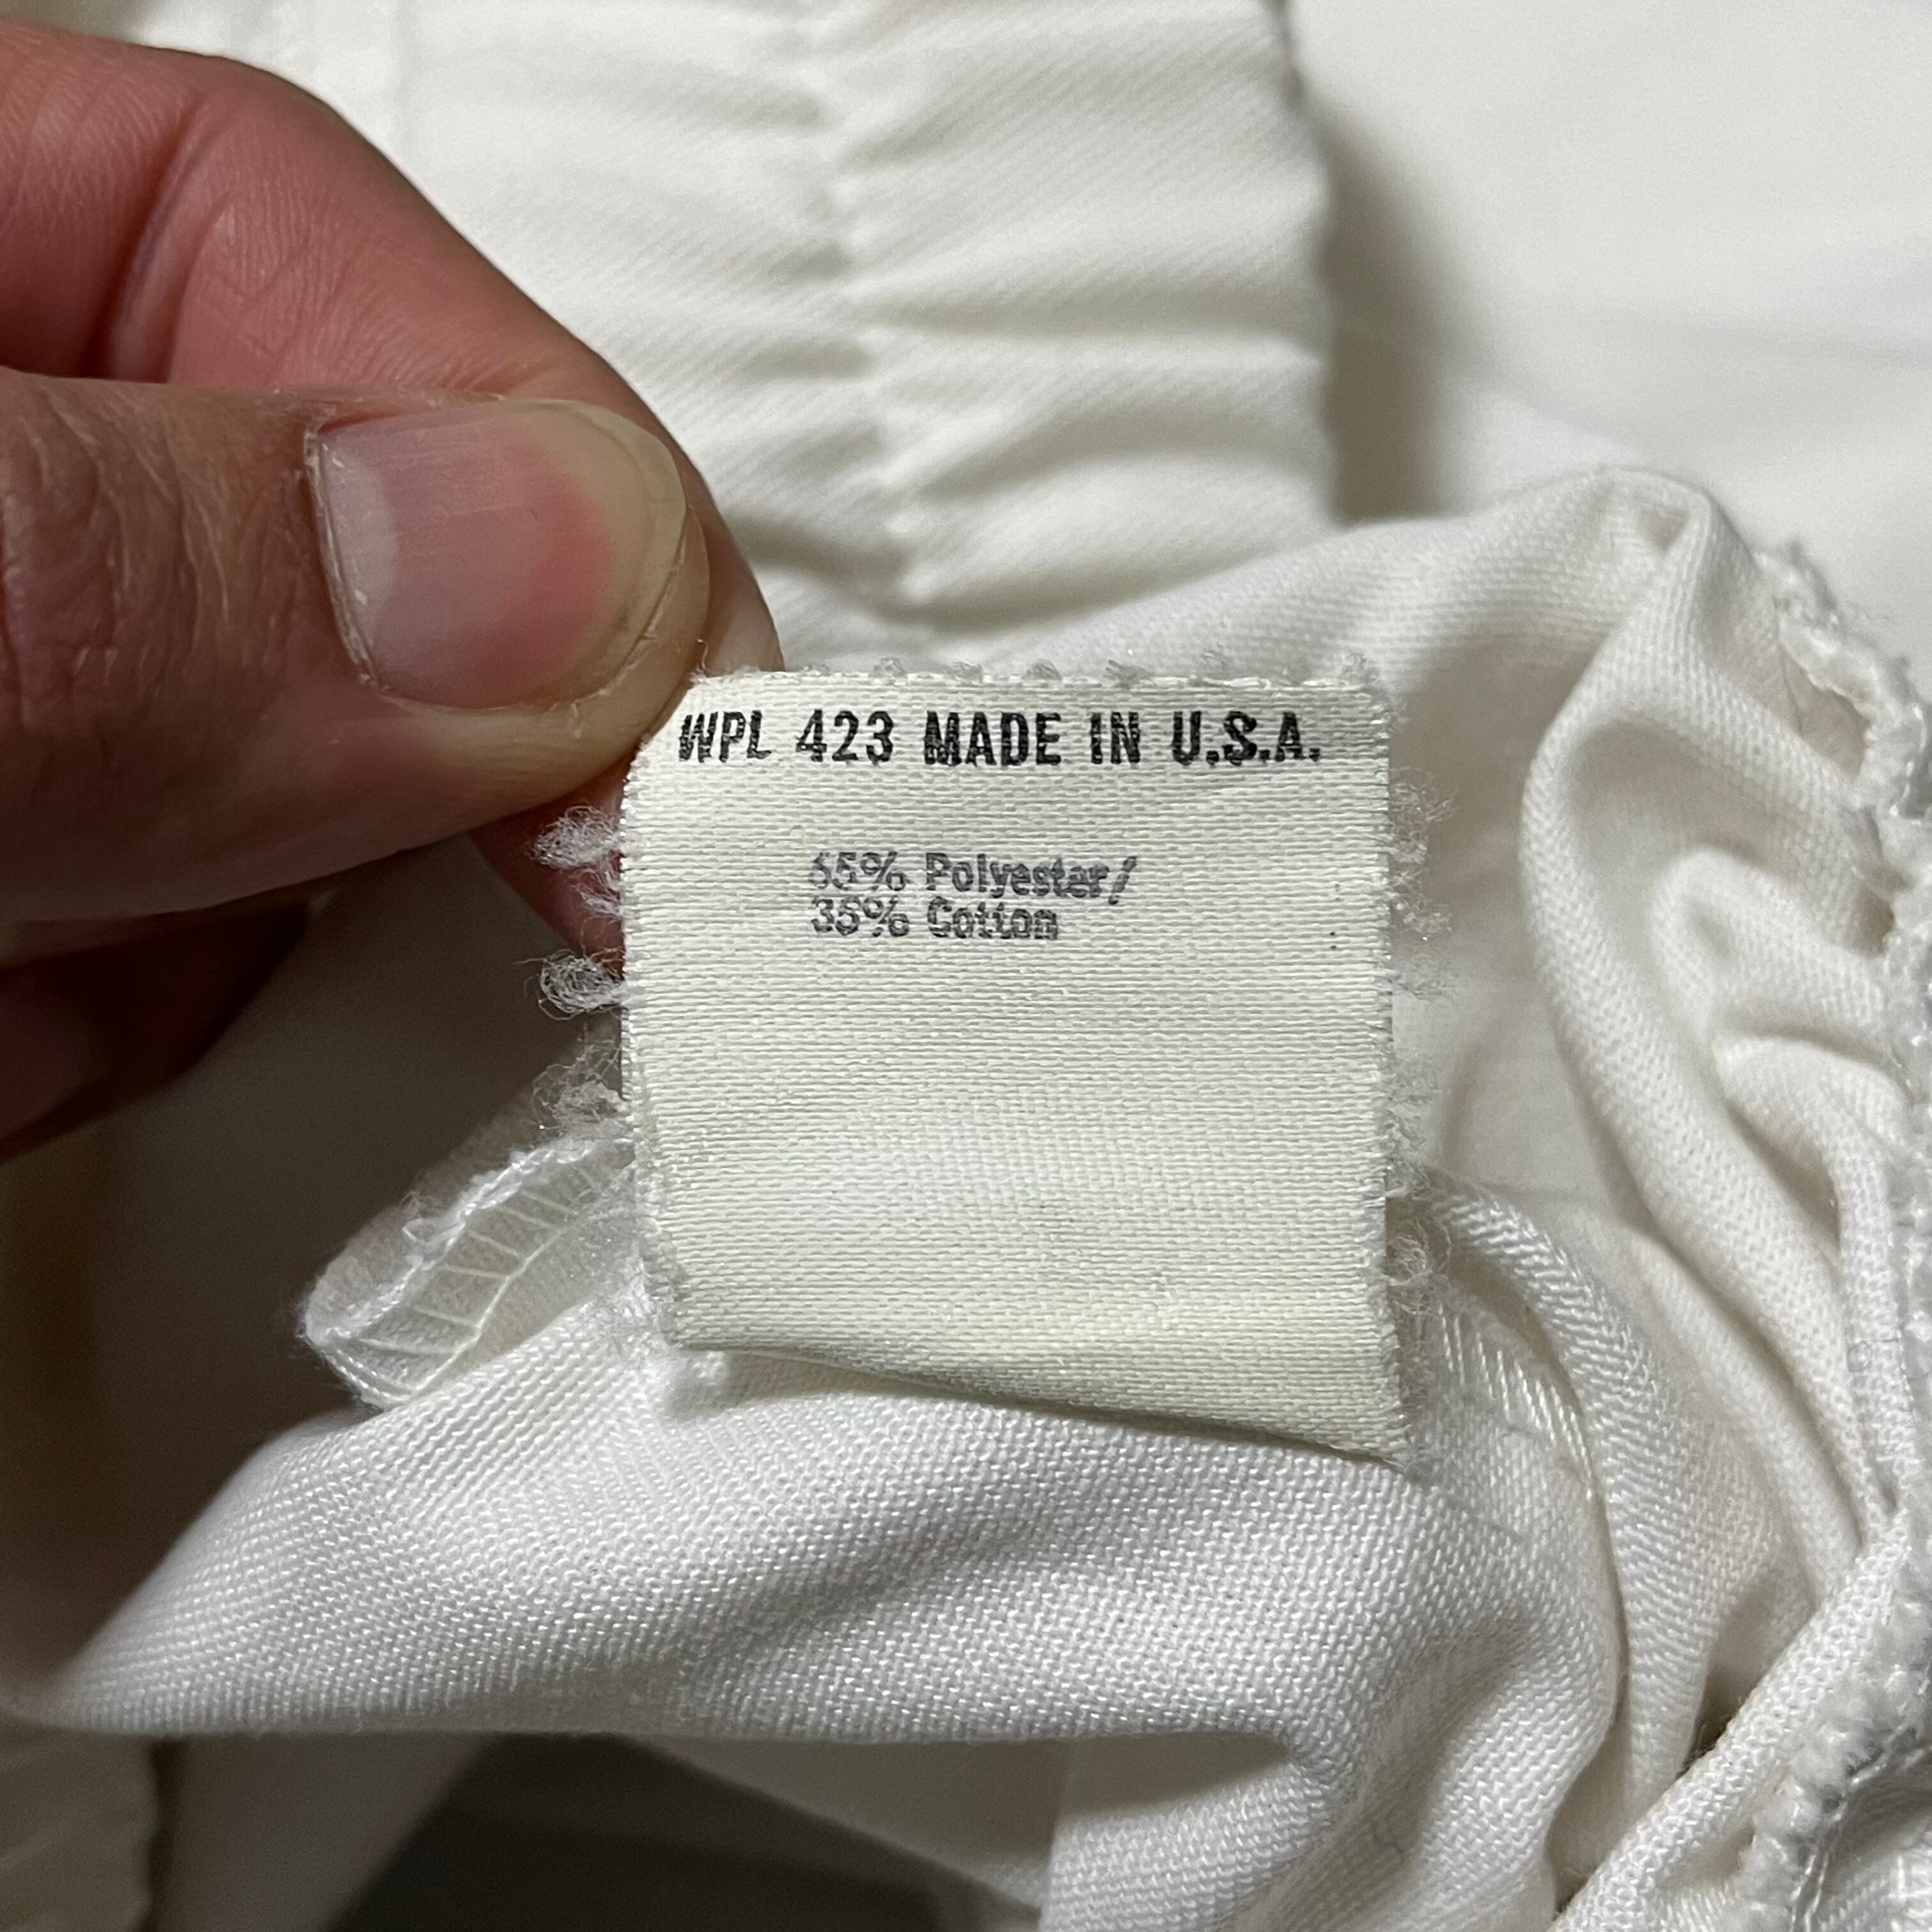 WPL 423 MADE IN U.S.A.
65% Polyester/
35% Cotton